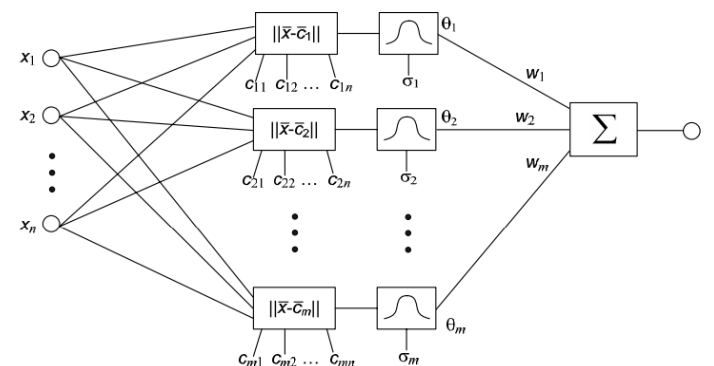 x₁
x₂
xₙ
||x̄-c̄₁||
c₁₁ c₁₂ ... c₁ₙ
σ₁
θ₁
w₁
||x̄-c̄₂||
c₂₁ c₂₂ ... c₂ₙ
σ₂
θ₂
w₂
||x̄-c̄ₘ||
cₘ₁ cₘ₂ ... cₘₙ
σₘ
θₘ
wₘ
Σ